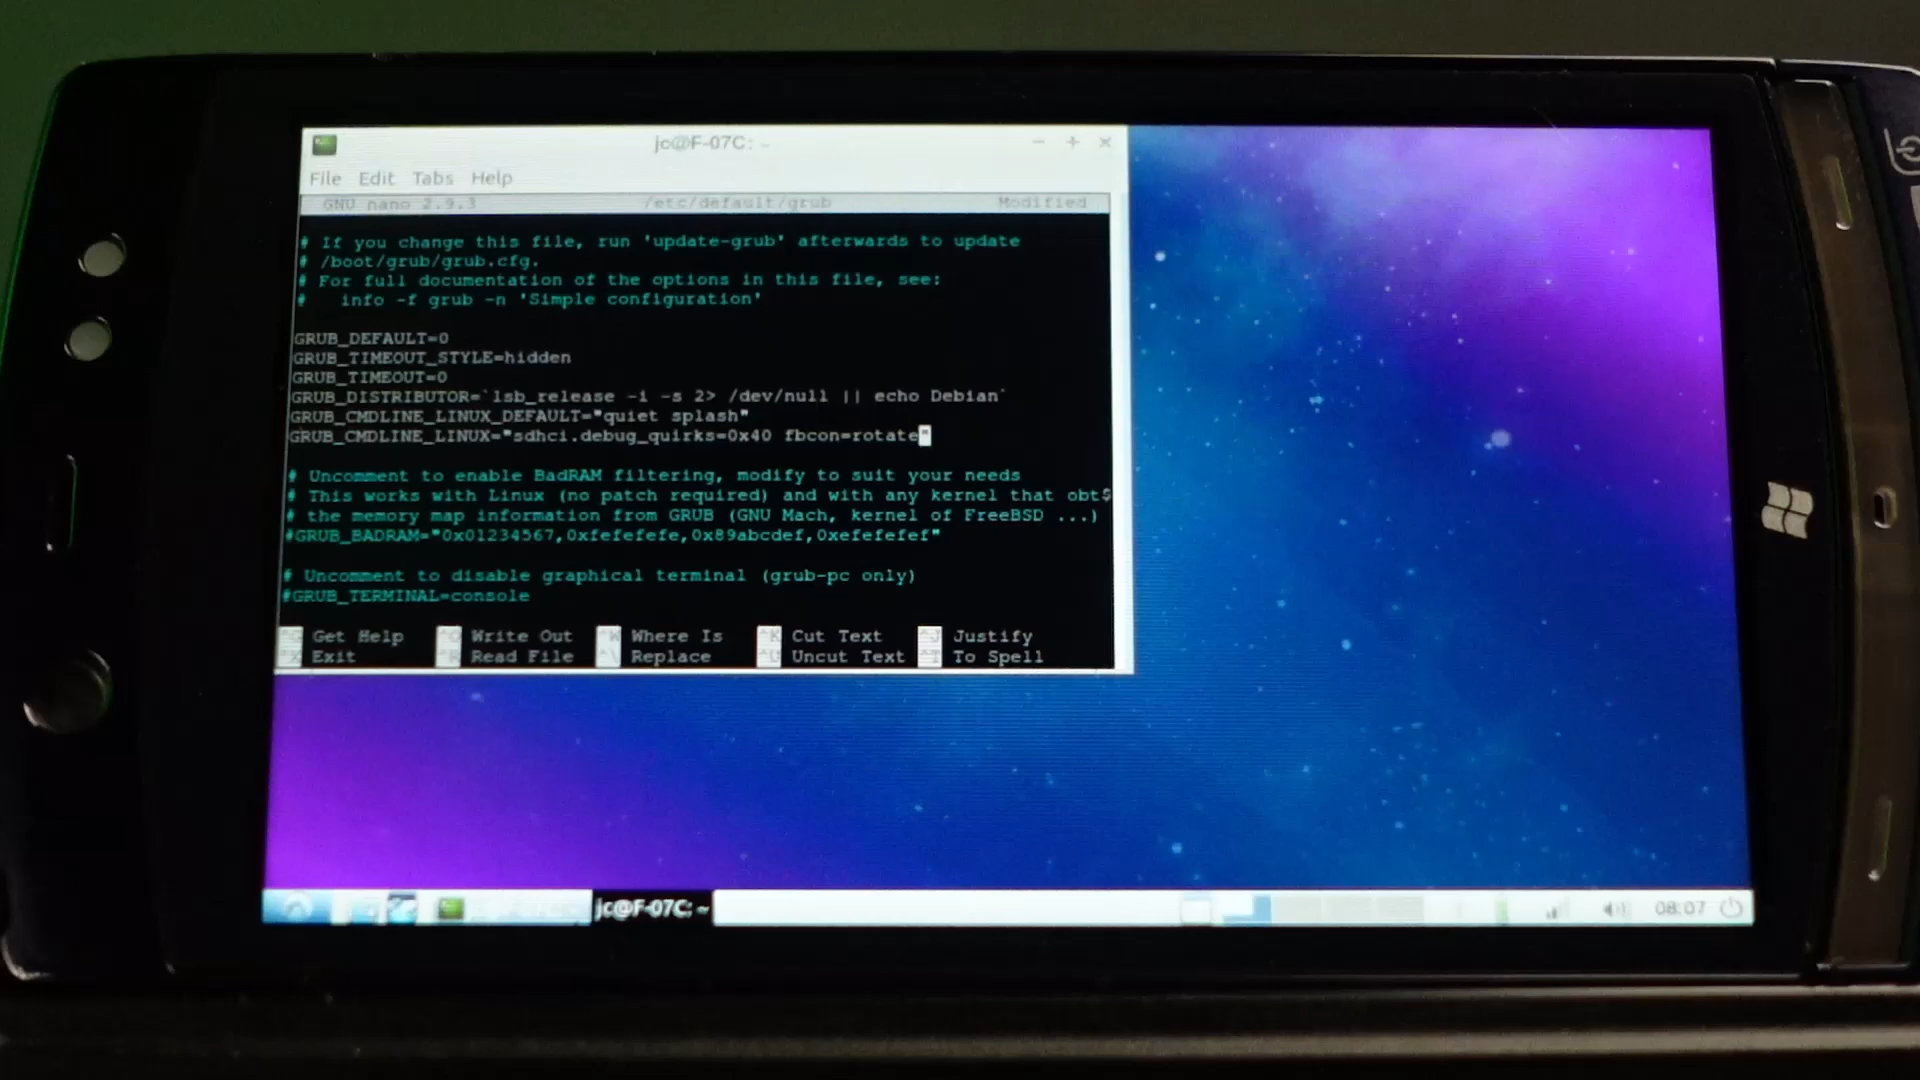 jc@F-07C: ~
File Edit Tabs Help
GNU nano 2.9.3 /etc/default/grub Modified
# If you change this file, run 'update-grub' afterwards to update
# /boot/grub/grub.cfg.
# For full documentation of the options in this file, see:
# info -f grub -n 'Simple configuration'
GRUB_DEFAULT=0
GRUB_TIMEOUT_STYLE=hidden
GRUB_TIMEOUT=0
GRUB_DISTRIBUTOR=`lsb_release -i -s 2> /dev/null || echo Debian`
GRUB_CMDLINE_LINUX_DEFAULT="quiet splash"
GRUB_CMDLINE_LINUX="sdhci.debug_quirks=0x40 fbcon=rotate"
# Uncomment to enable BadRAM filtering, modify to suit your needs
# This works with Linux (no patch required) and with any kernel that obt$
# the memory map information from GRUB (GNU Mach, kernel of FreeBSD ...)
#GRUB_BADRAM="0x01234567,0xfefefefe,0x89abcdef,0xefefefef"
# Uncomment to disable graphical terminal (grub-pc only)
#GRUB_TERMINAL=console
^G Get Help ^O Write Out ^W Where Is ^K Cut Text ^J Justify
^X Exit ^R Read File ^\ Replace ^U Uncut Text ^T To Spell
jc@F-07C: ~
08:07